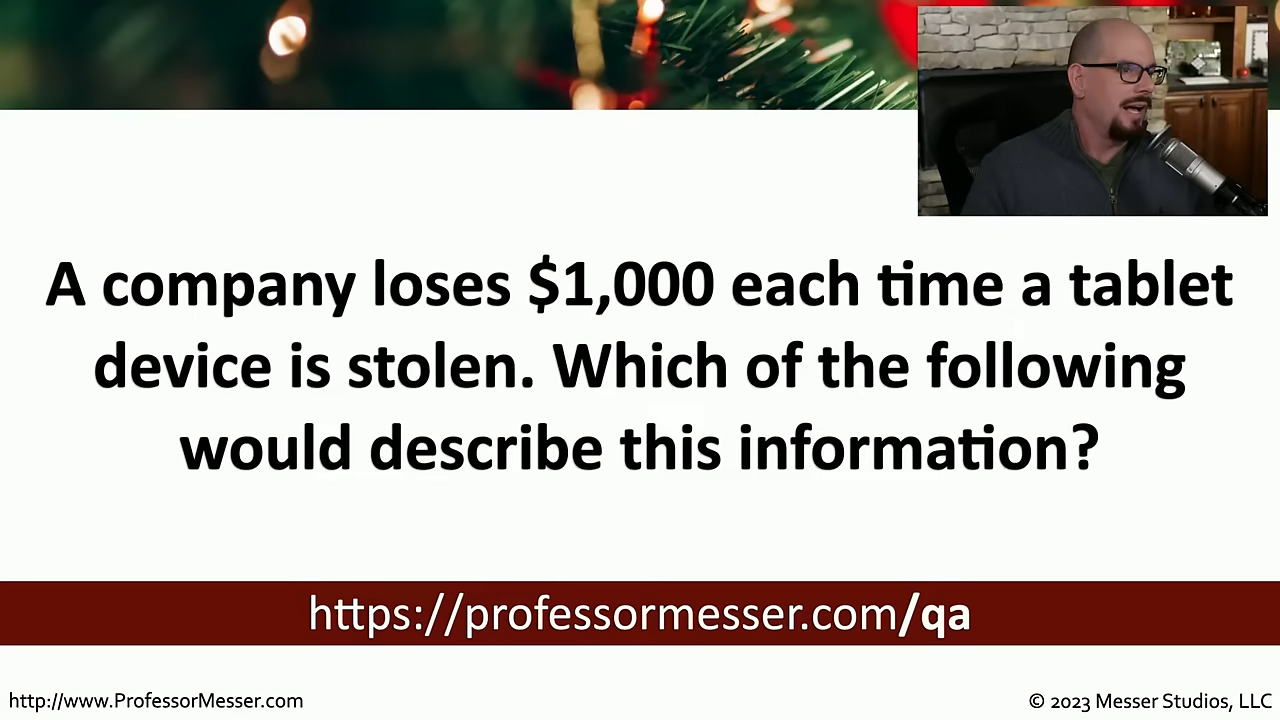 A company loses $1,000 each time a tablet
device is stolen. Which of the following
would describe this information?
https://professormesser.com/qa
http://www.ProfessorMesser.com
© 2023 Messer Studios, LLC